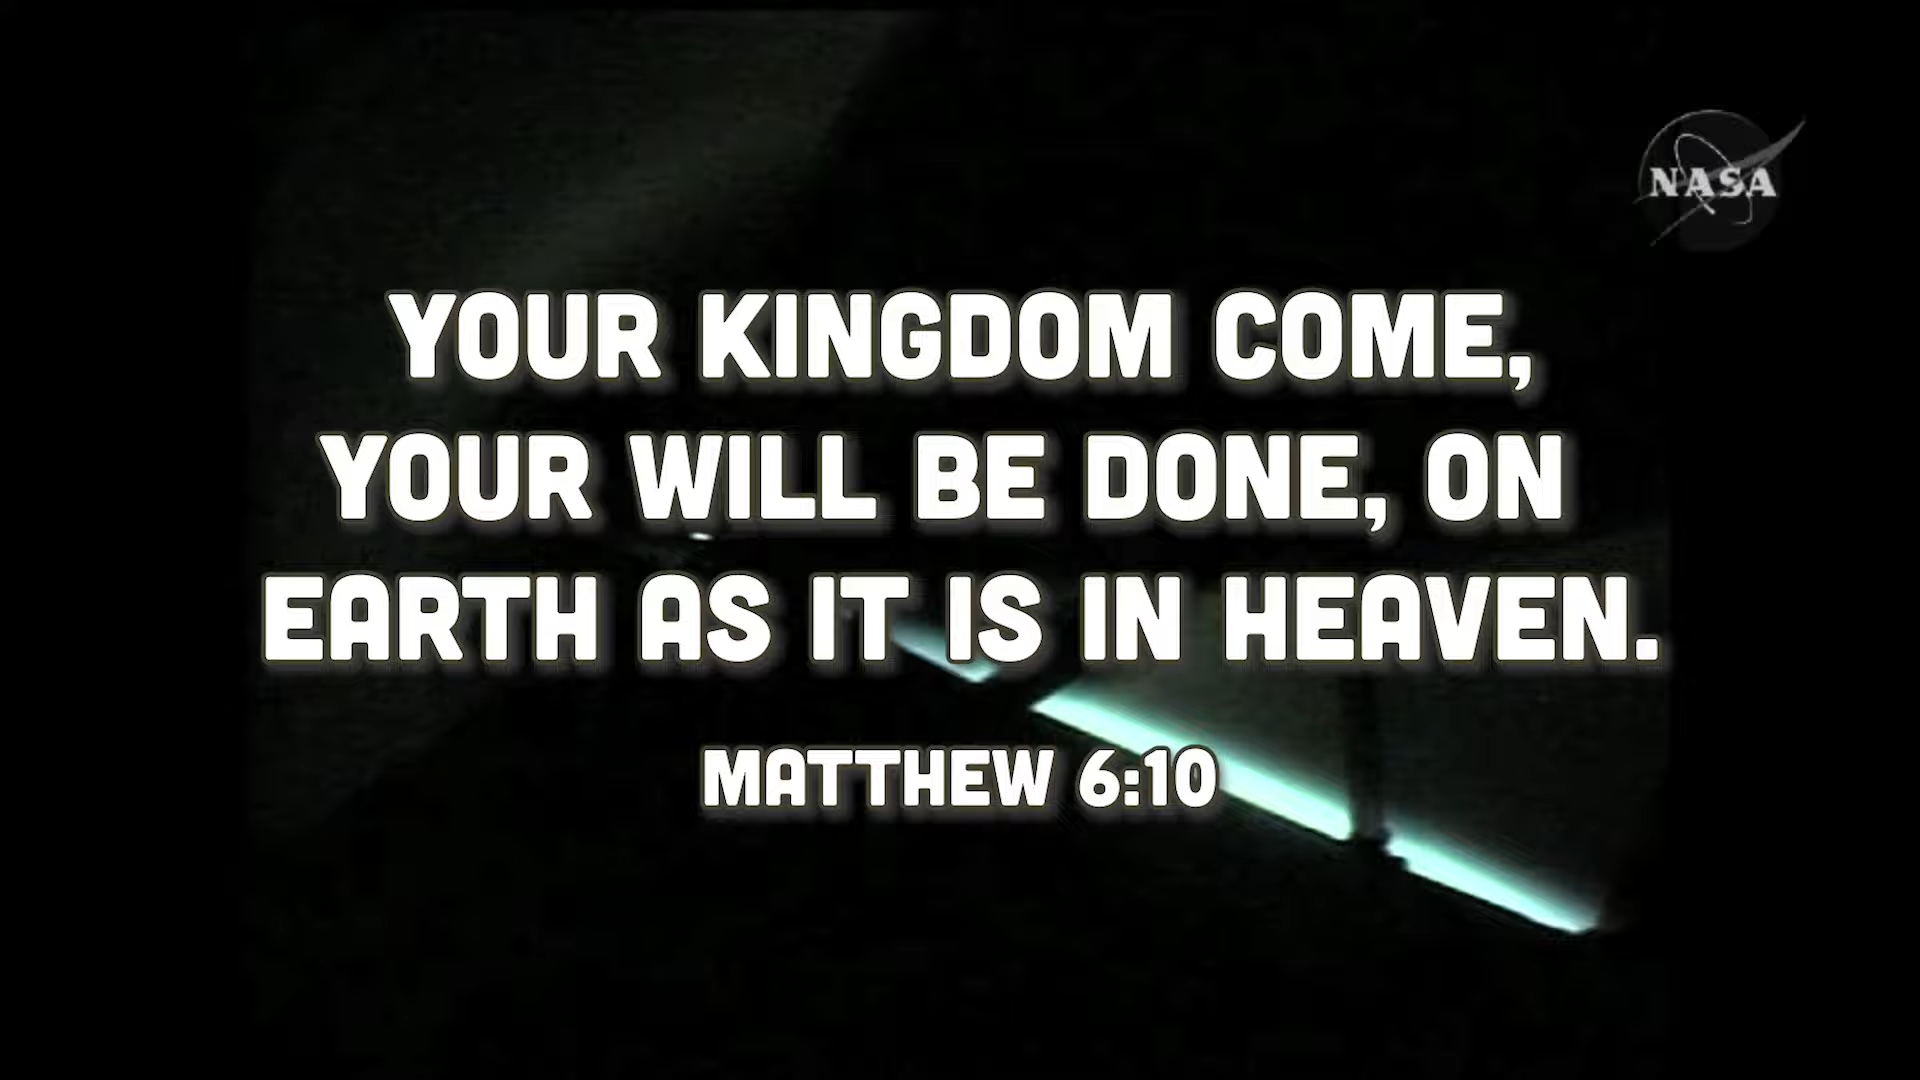 NASA
YOUR KINGDOM COME,
YOUR WILL BE DONE, ON
EARTH AS IT IS IN HEAVEN.
MATTHEW 6:10